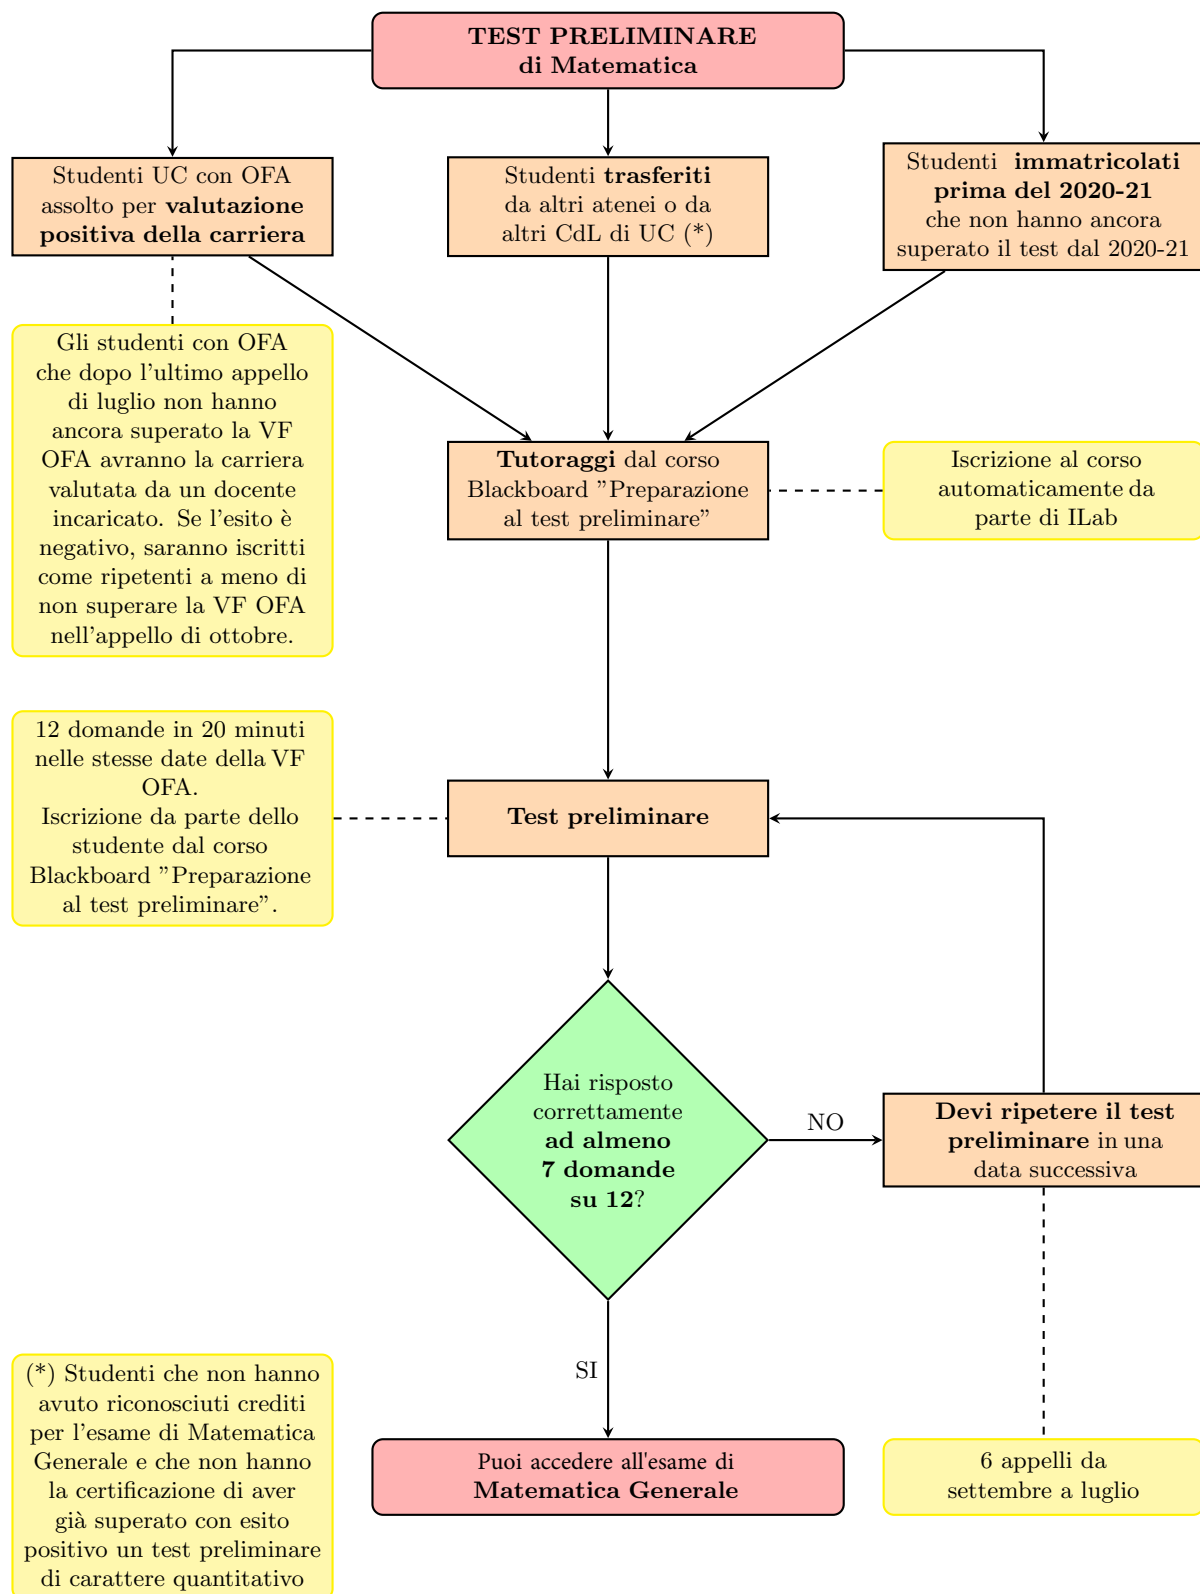 TEST PRELIMINARE
di Matematica
Studenti UC con OFA
assolto per valutazione
positiva della carriera
Studenti trasferiti
da altri atenei o da
altri CdL di UC (*)
Studenti immatricolati
prima del 2020-21
che non hanno ancora
superato il test dal 2020-21
Gli studenti con OFA
che dopo l'ultimo appello
di luglio non hanno
ancora superato la VF
OFA avranno la carriera
valutata da un docente
incaricato. Se l'esito è
negativo, saranno iscritti
come ripetenti a meno di
non superare la VF OFA
nell'appello di ottobre.
Tutoraggi dal corso
Blackboard ”Preparazione
al test preliminare”
Iscrizione al corso
automaticamente da
parte di ILab
12 domande in 20 minuti
nelle stesse date della VF
OFA.
Iscrizione da parte dello
studente dal corso
Blackboard ”Preparazione
al test preliminare”.
Test preliminare
Hai risposto
correttamente
ad almeno
7 domande
su 12?
NO
Devi ripetere il test
preliminare in una
data successiva
SI
(*) Studenti che non hanno
avuto riconosciuti crediti
per l'esame di Matematica
Generale e che non hanno
la certificazione di aver
già superato con esito
positivo un test preliminare
di carattere quantitativo
Puoi accedere all'esame di
Matematica Generale
6 appelli da
settembre a luglio